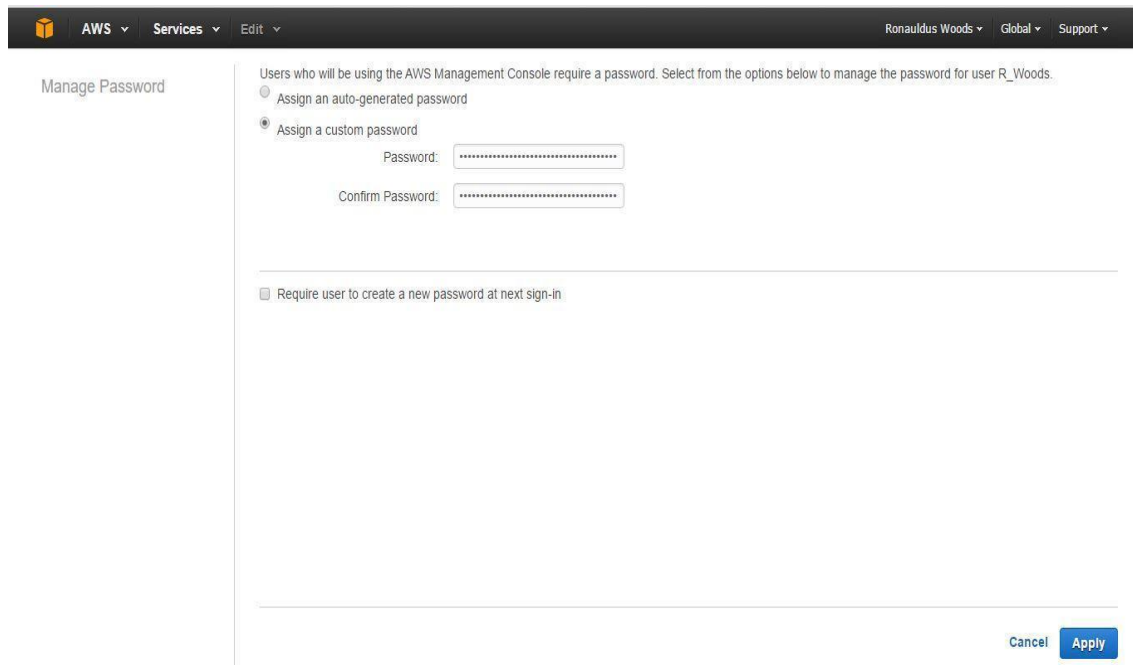 AWS Services Edit Ronauldus Woods Global Support
Manage Password
Users who will be using the AWS Management Console require a password. Select from the options below to manage the password for user R_Woods.
Assign an auto-generated password
Assign a custom password
Password: ••••••••••••••••••••••••••••••••••••••
Confirm Password: ••••••••••••••••••••••••••••••••••••••
Require user to create a new password at next sign-in
Cancel Apply